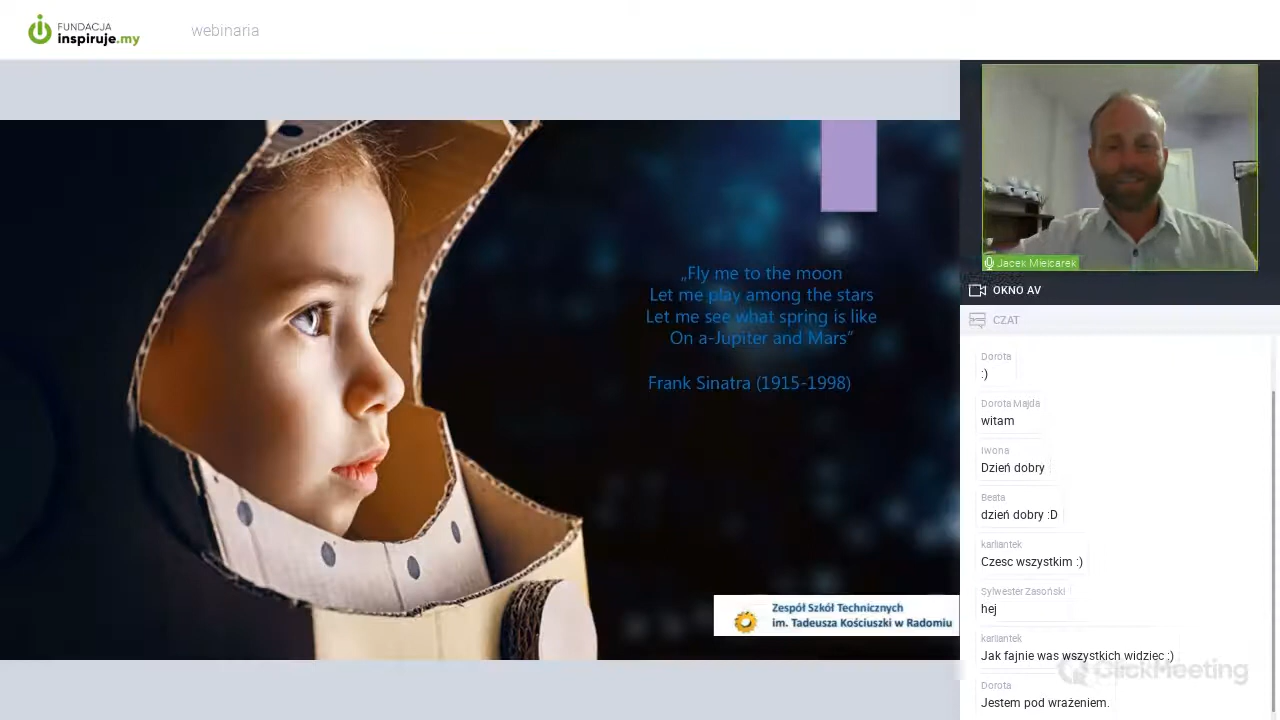 FUNDACJA
inspiruje.my
webinaria
„Fly me to the moon
Let me play among the stars
Let me see what spring is like
On a-Jupiter and Mars”
Frank Sinatra (1915-1998)
Zespół Szkół Technicznych
im. Tadeusza Kościuszki w Radomiu
Jacek Mielcarek
OKNO AV
CZAT
Dorota
:)
Dorota Majda
witam
Iwona
Dzień dobry
Beata
dzień dobry :D
karliantek
Czesc wszystkim :)
Sylwester Zasoński
hej
karliantek
Jak fajnie was wszystkich widziec ;)
Dorota
Jestem pod wrażeniem.
ClickMeeting